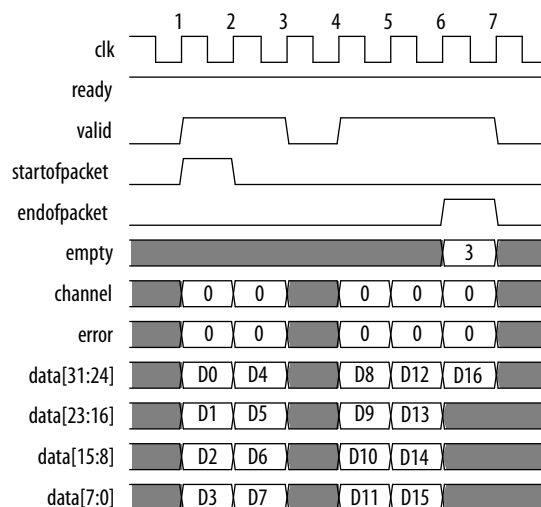 1 2 3 4 5 6 7
clk
ready
valid
startofpacket
endofpacket
empty 3
channel 0 0 0 0 0
error 0 0 0 0 0
data[31:24] D0 D4 D8 D12 D16
data[23:16] D1 D5 D9 D13
data[15:8] D2 D6 D10 D14
data[7:0] D3 D7 D11 D15